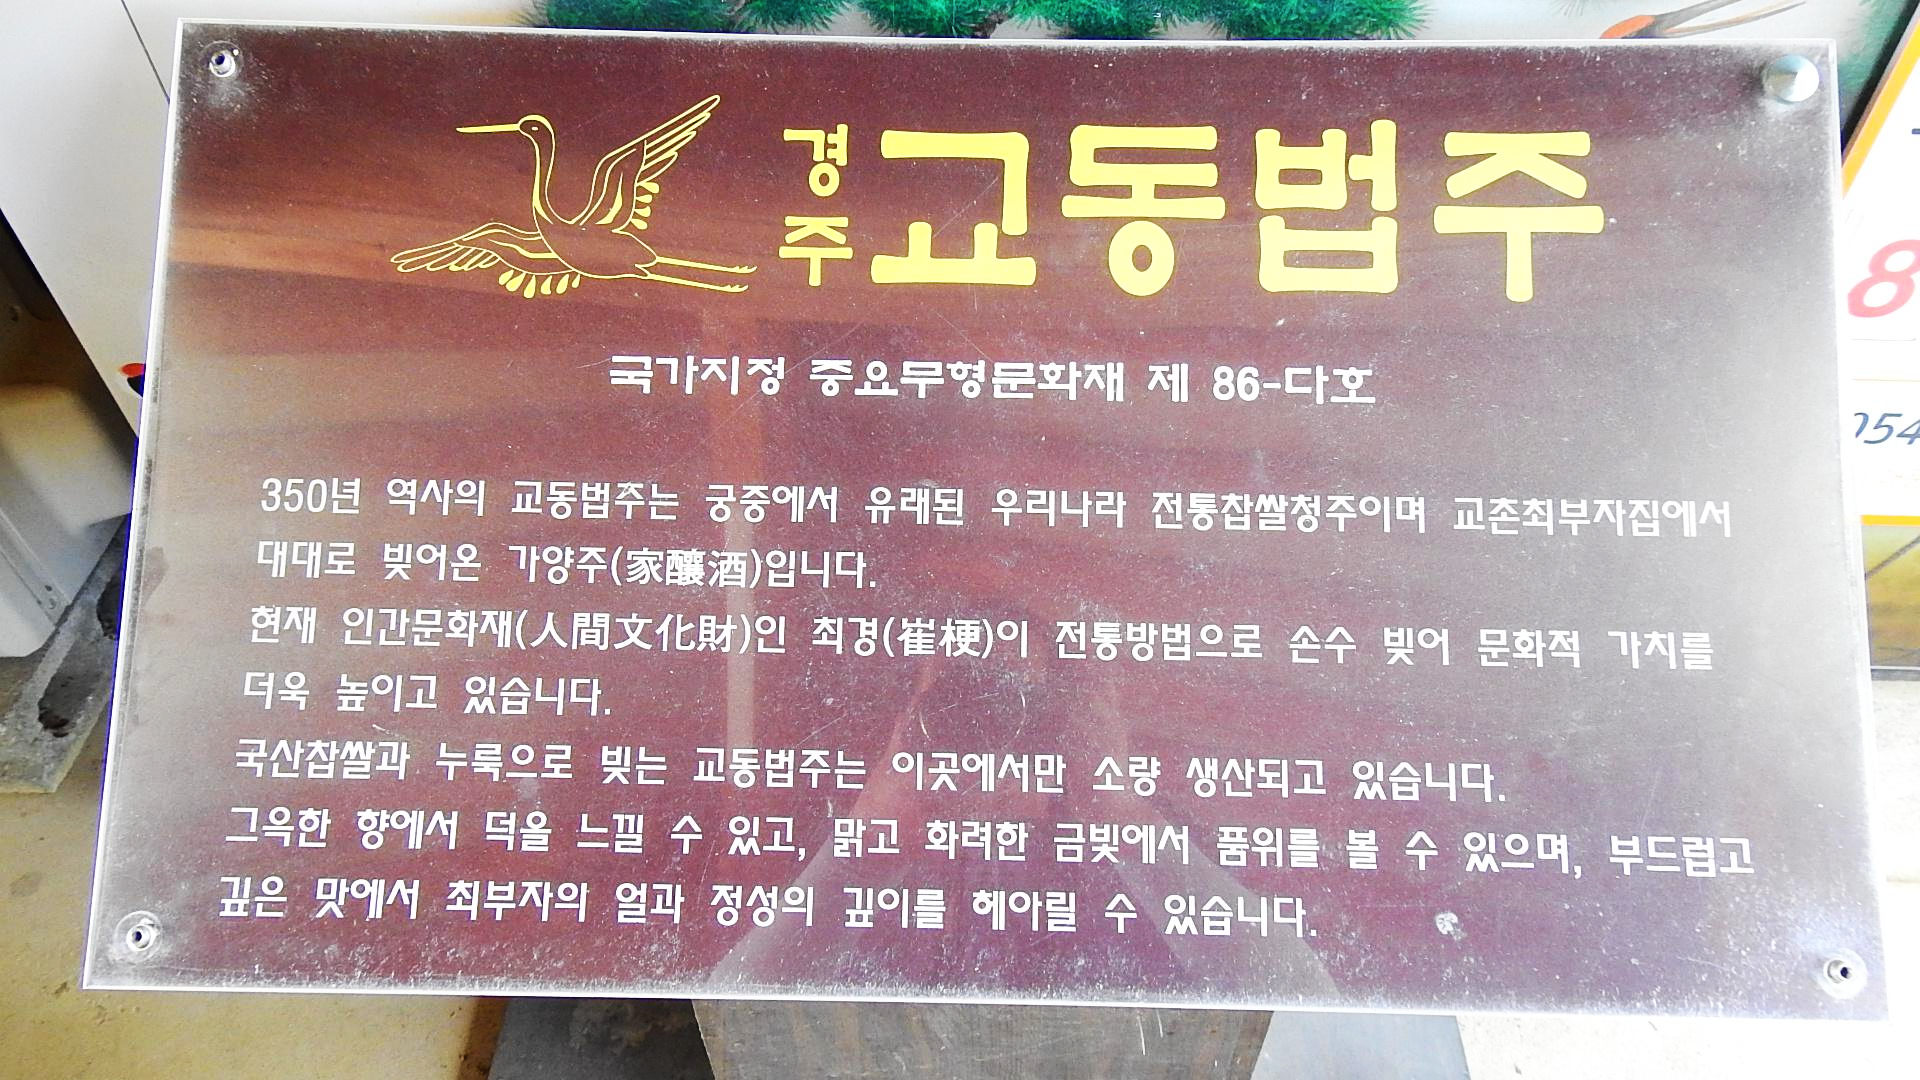 경주 교동법주
국가지정 중요무형문화재 제 86-다호
350년 역사의 교동법주는 궁중에서 유래된 우리나라 전통찹쌀청주이며 교촌최부자집에서
대대로 빚어온 가양주(家釀酒)입니다.
현재 인간문화재(人間文化財)인 최경(崔梗)이 전통방법으로 손수 빚어 문화적 가치를
더욱 높이고 있습니다.
국산찹쌀과 누룩으로 빚는 교동법주는 이곳에서만 소량 생산되고 있습니다.
그윽한 향에서 덕을 느낄 수 있고, 맑고 화려한 금빛에서 품위를 볼 수 있으며, 부드럽고
깊은 맛에서 최부자의 얼과 정성의 깊이를 헤아릴 수 있습니다.
8
054